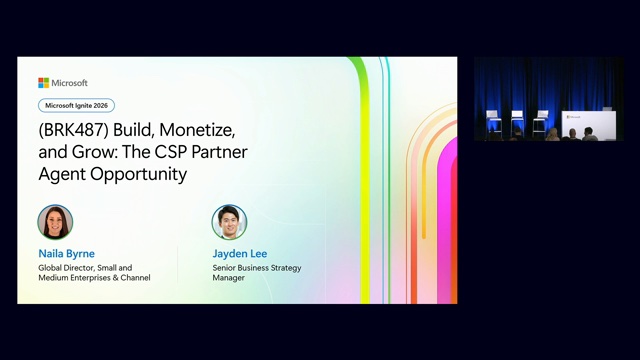 Microsoft
Microsoft Ignite 2026
(BRK487) Build, Monetize,
and Grow: The CSP Partner
Agent Opportunity
Naila Byrne
Global Director, Small and
Medium Enterprises & Channel
Jayden Lee
Senior Business Strategy
Manager